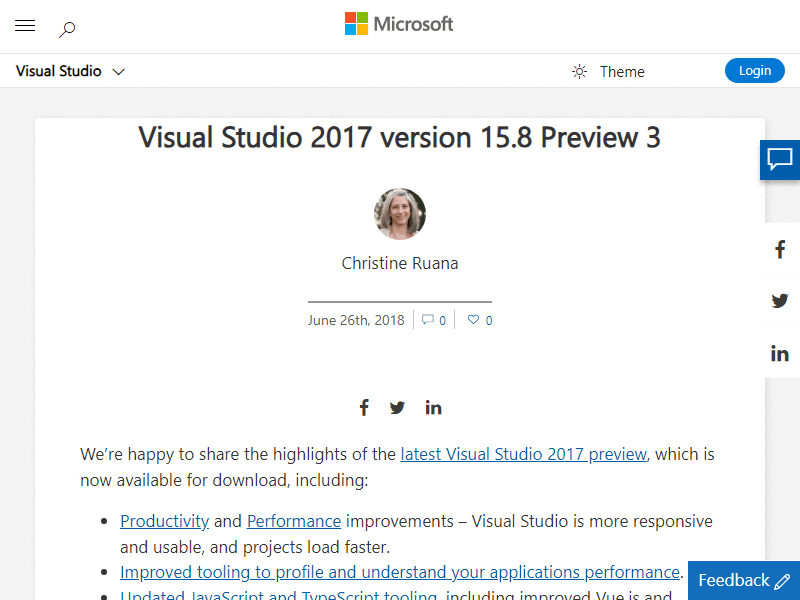 Microsoft
Visual Studio
Theme
Login
Visual Studio 2017 version 15.8 Preview 3
Christine Ruana
June 26th, 2018 0 0
We’re happy to share the highlights of the latest Visual Studio 2017 preview, which is
now available for download, including:
Productivity and Performance improvements – Visual Studio is more responsive
and usable, and projects load faster.
Improved tooling to profile and understand your applications performance.
Updated JavaScript and TypeScript tooling, including improved Vue.js and
Feedback